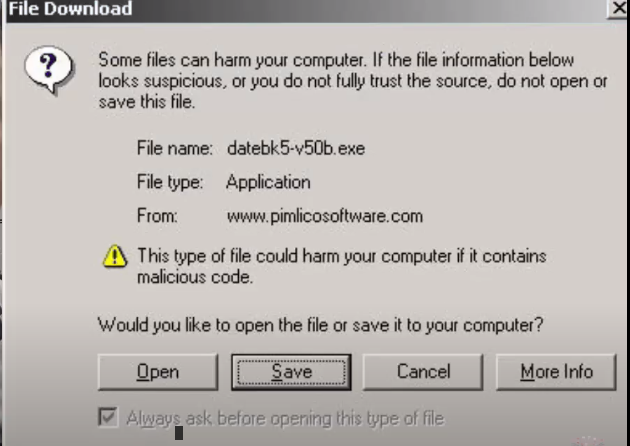 File Download
Some files can harm your computer. If the file information below
looks suspicious, or you do not fully trust the source, do not open or
save this file.
File name: datebk5-v50b.exe
File type: Application
From: www.pimlicosoftware.com
This type of file could harm your computer if it contains
malicious code.
Would you like to open the file or save it to your computer?
Open Save Cancel More Info
Always ask before opening this type of file